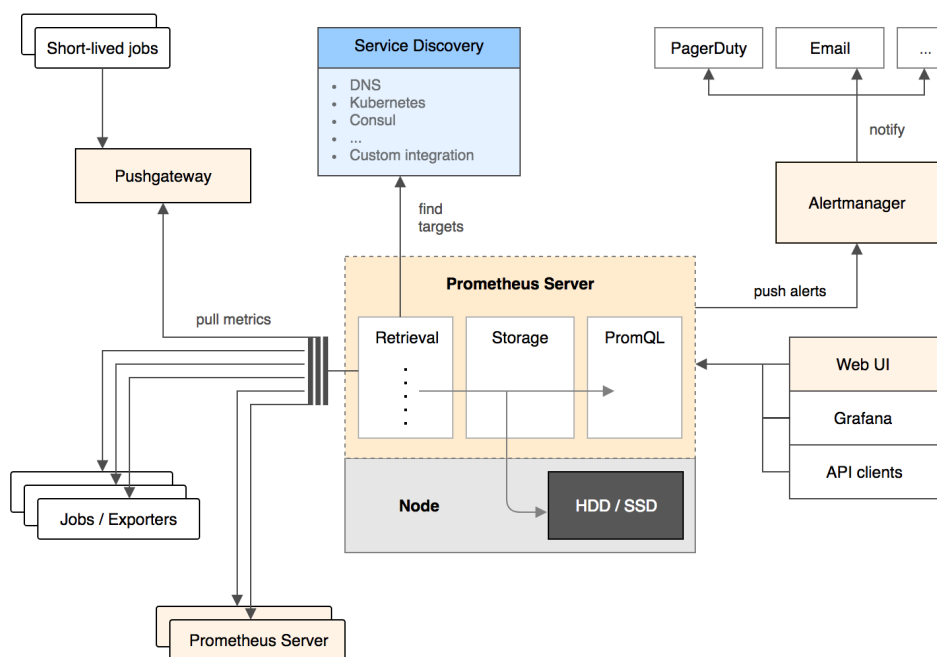 Short-lived jobs
Service Discovery
• DNS
• Kubernetes
• Consul
• ...
• Custom integration
PagerDuty
Email
...
notify
Pushgateway
Alertmanager
find
targets
Prometheus Server
push alerts
pull metrics
Retrieval
Storage
PromQL
Web UI
Grafana
API clients
Node
HDD / SSD
Jobs / Exporters
Prometheus Server